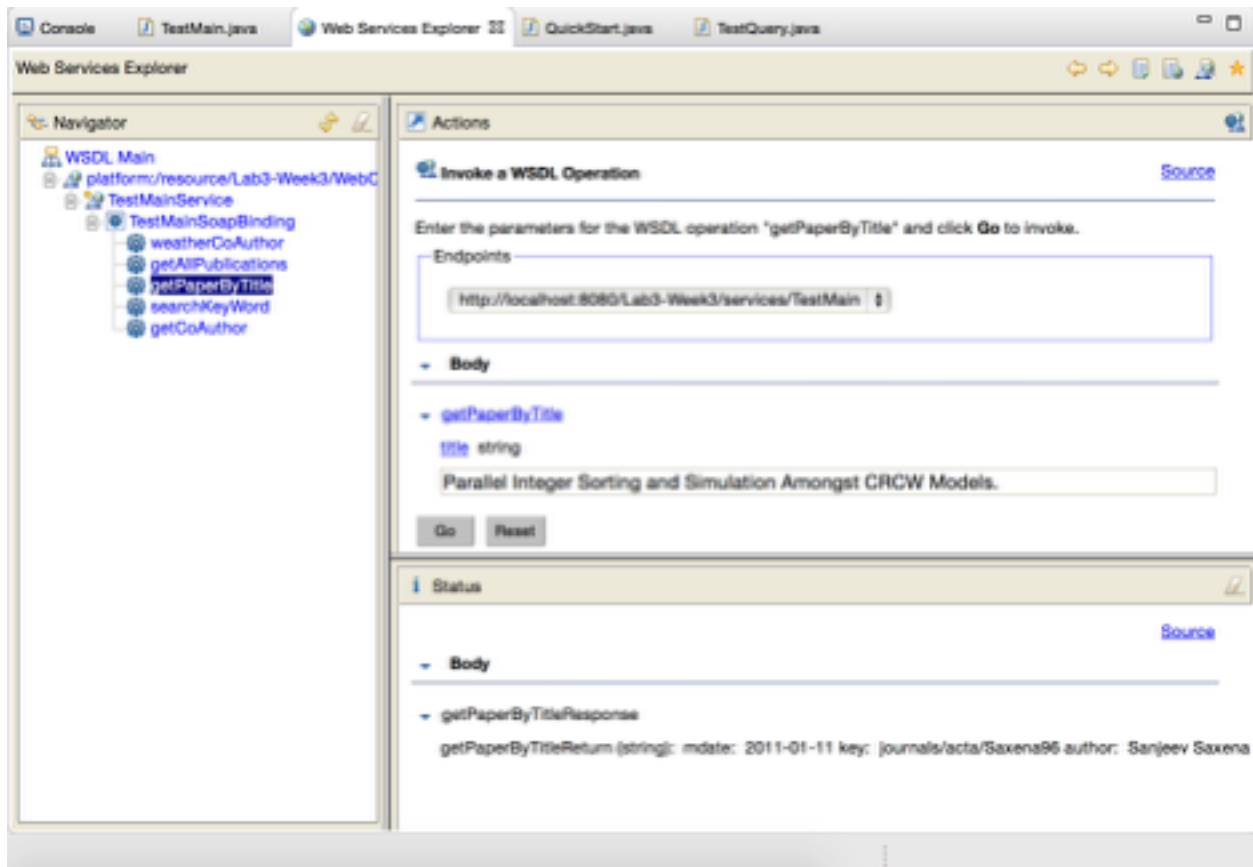 Console TestMain.java Web Services Explorer QuickStart.java TestQuery.java
Web Services Explorer
Navigator
WSDL Main
platform:/resource/Lab3-Week3/WebC
TestMainService
TestMainSoapBinding
weatherCoAuthor
getAllPublications
getPaperByTitle
searchKeyWord
getCoAuthor
Actions
Invoke a WSDL Operation Source
Enter the parameters for the WSDL operation "getPaperByTitle" and click Go to invoke.
Endpoints
http://localhost:8080/Lab3-Week3/services/TestMain
Body
getPaperByTitle
title string
Parallel Integer Sorting and Simulation Amongst CRCW Models.
Go Reset
Status
Source
Body
getPaperByTitleResponse
getPaperByTitleReturn (string): mdate: 2011-01-11 key: journals/acta/Saxena96 author: Sanjeev Saxena